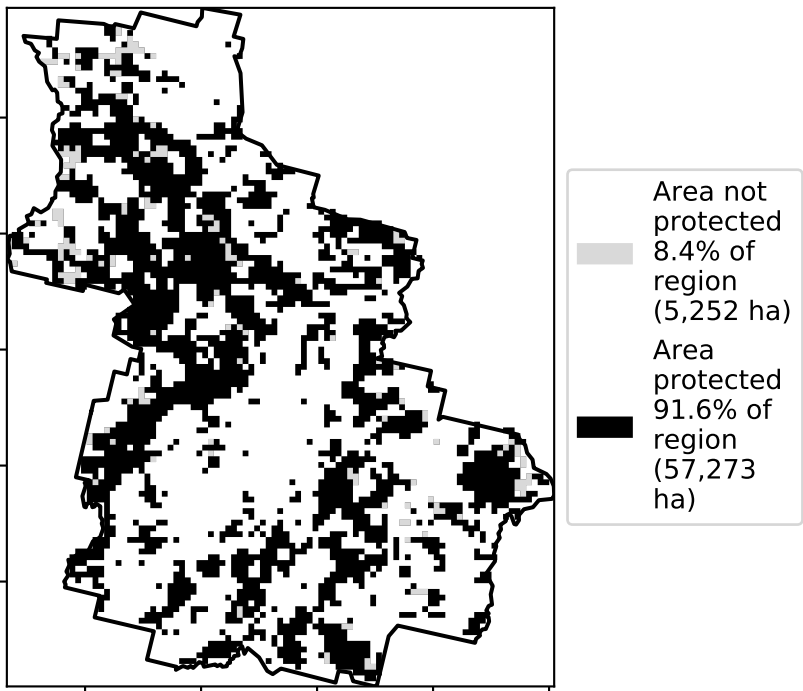 Area not
protected
8.4% of
region
(5,252 ha)
Area
protected
91.6% of
region
(57,273
ha)